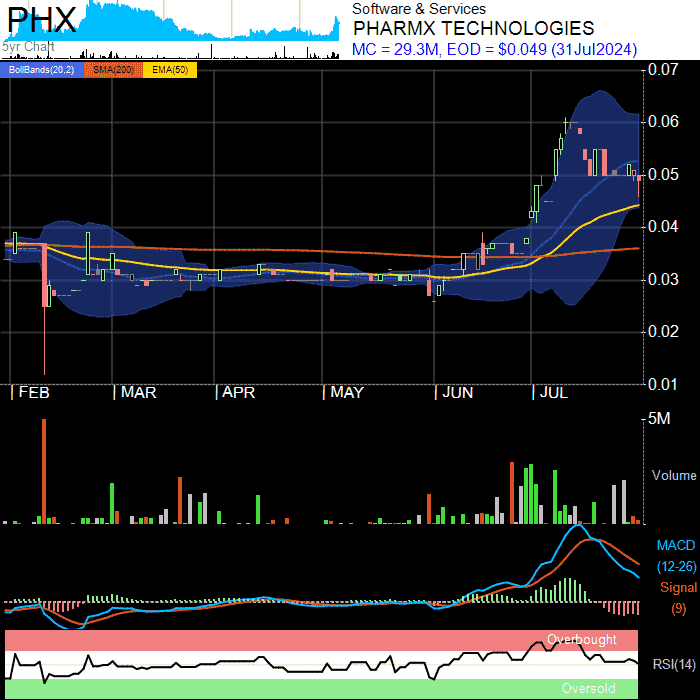 PHX
5yr Chart
Software & Services
PHARMX TECHNOLOGIES
MC = 29.3M, EOD = $0.049 (31Jul2024)
BollBands(20,2) SMA(200) EMA(50)
0.07
0.06
0.05
0.04
0.03
0.02
0.01
FEB MAR APR MAY JUN JUL
5M
Volume
MACD
(12-26)
Signal
(9)
Overbought
RSI(14)
Oversold